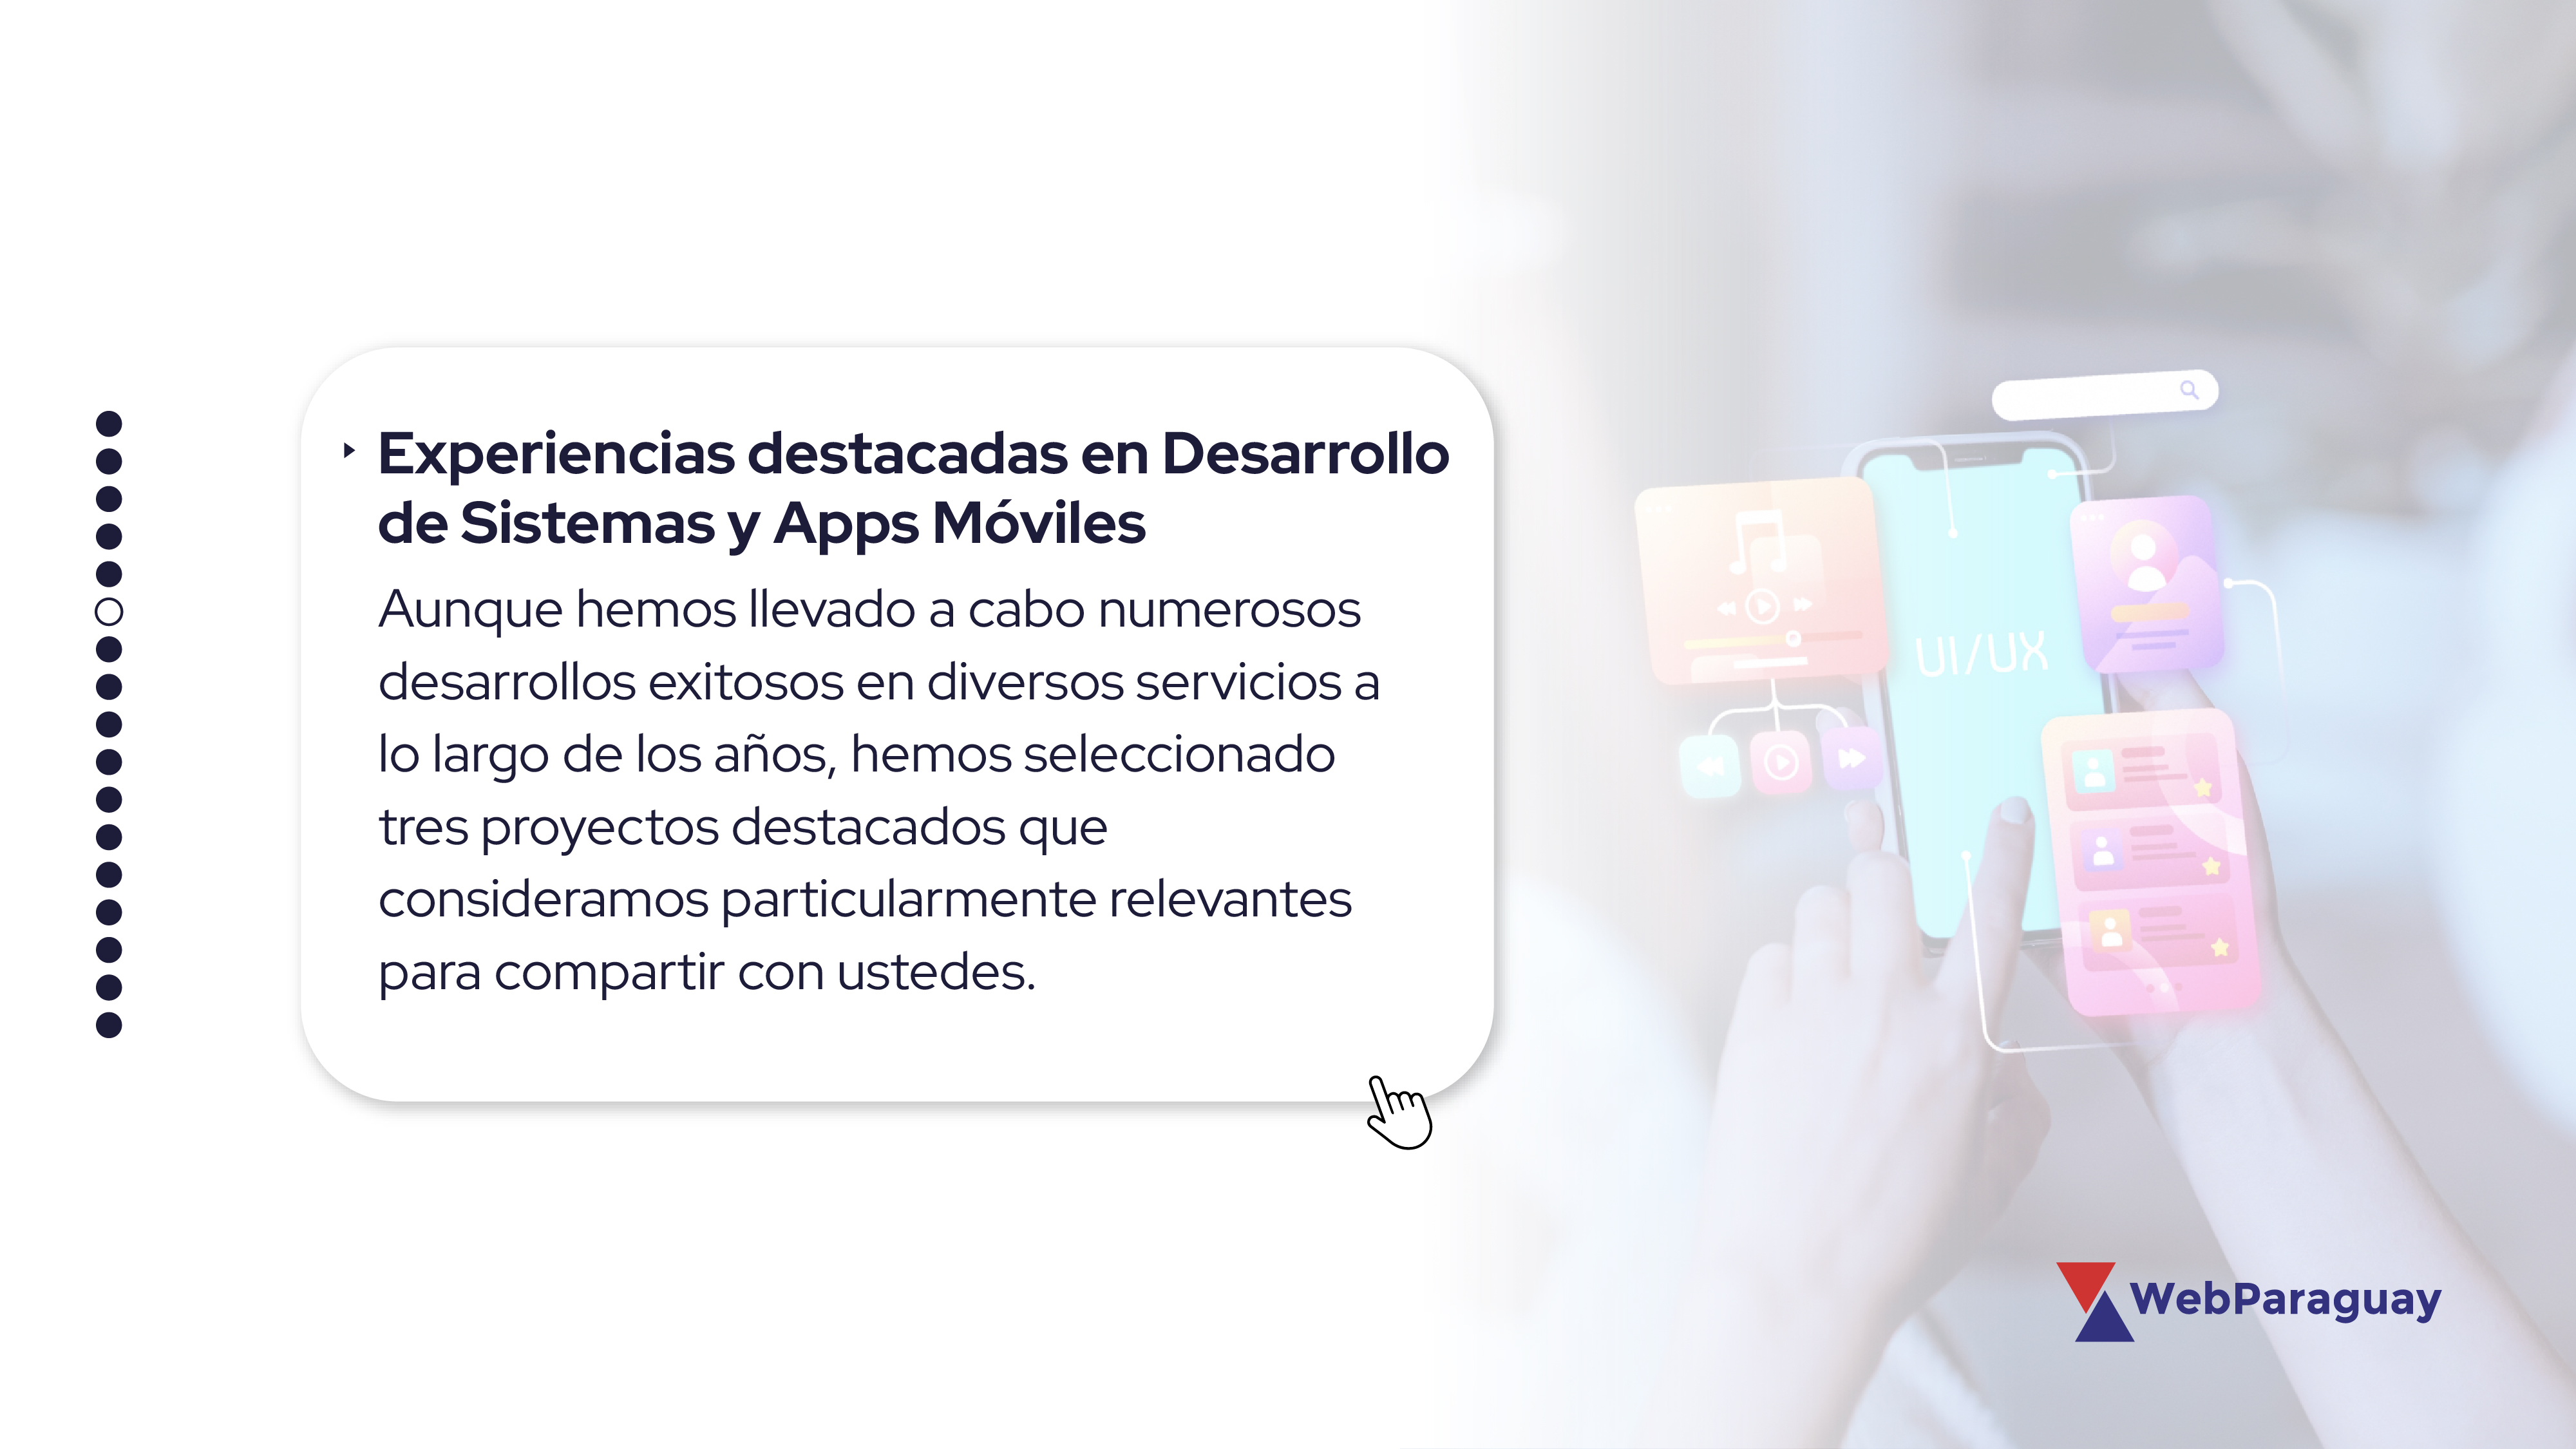 Experiencias destacadas en Desarrollo
de Sistemas y Apps Móviles
Aunque hemos llevado a cabo numerosos
desarrollos exitosos en diversos servicios a
lo largo de los años, hemos seleccionado
tres proyectos destacados que
consideramos particularmente relevantes
para compartir con ustedes.
UI/UX
WebParaguay